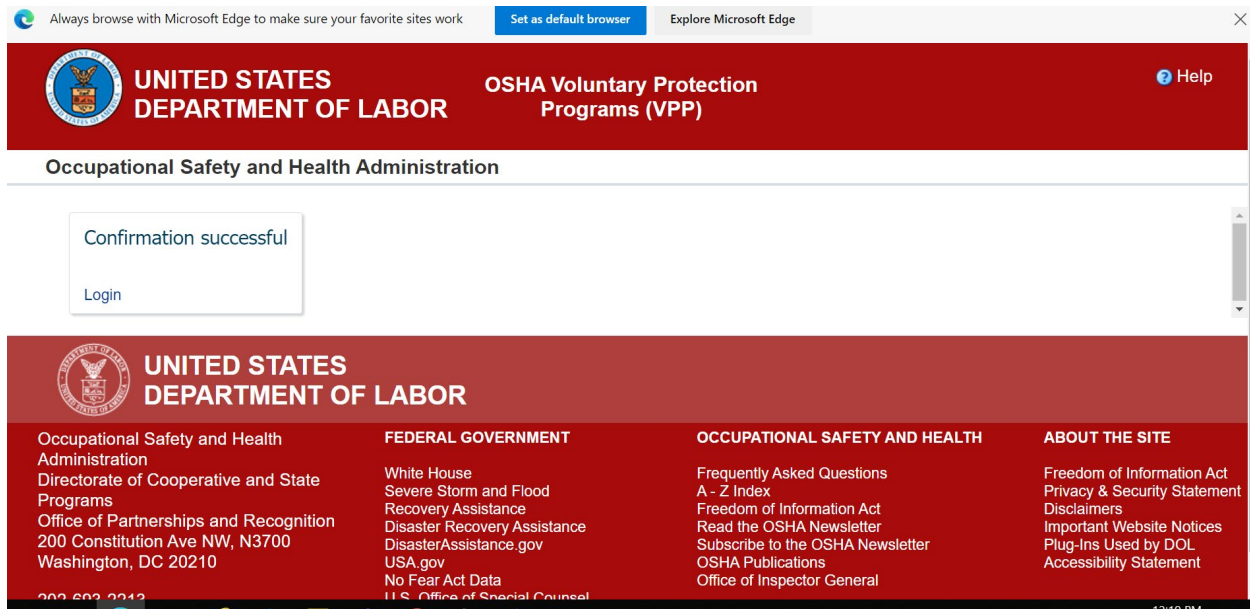 Always browse with Microsoft Edge to make sure your favorite sites work
Set as default browser
Explore Microsoft Edge
UNITED STATES
DEPARTMENT OF LABOR
OSHA Voluntary Protection
Programs (VPP)
Help
Occupational Safety and Health Administration
Confirmation successful
Login
UNITED STATES
DEPARTMENT OF LABOR
Occupational Safety and Health
Administration
Directorate of Cooperative and State
Programs
Office of Partnerships and Recognition
200 Constitution Ave NW, N3700
Washington, DC 20210
202-693-2213
FEDERAL GOVERNMENT
White House
Severe Storm and Flood
Recovery Assistance
Disaster Recovery Assistance
DisasterAssistance.gov
USA.gov
No Fear Act Data
U.S. Office of Special Counsel
OCCUPATIONAL SAFETY AND HEALTH
Frequently Asked Questions
A - Z Index
Freedom of Information Act
Read the OSHA Newsletter
Subscribe to the OSHA Newsletter
OSHA Publications
Office of Inspector General
ABOUT THE SITE
Freedom of Information Act
Privacy & Security Statement
Disclaimers
Important Website Notices
Plug-Ins Used by DOL
Accessibility Statement